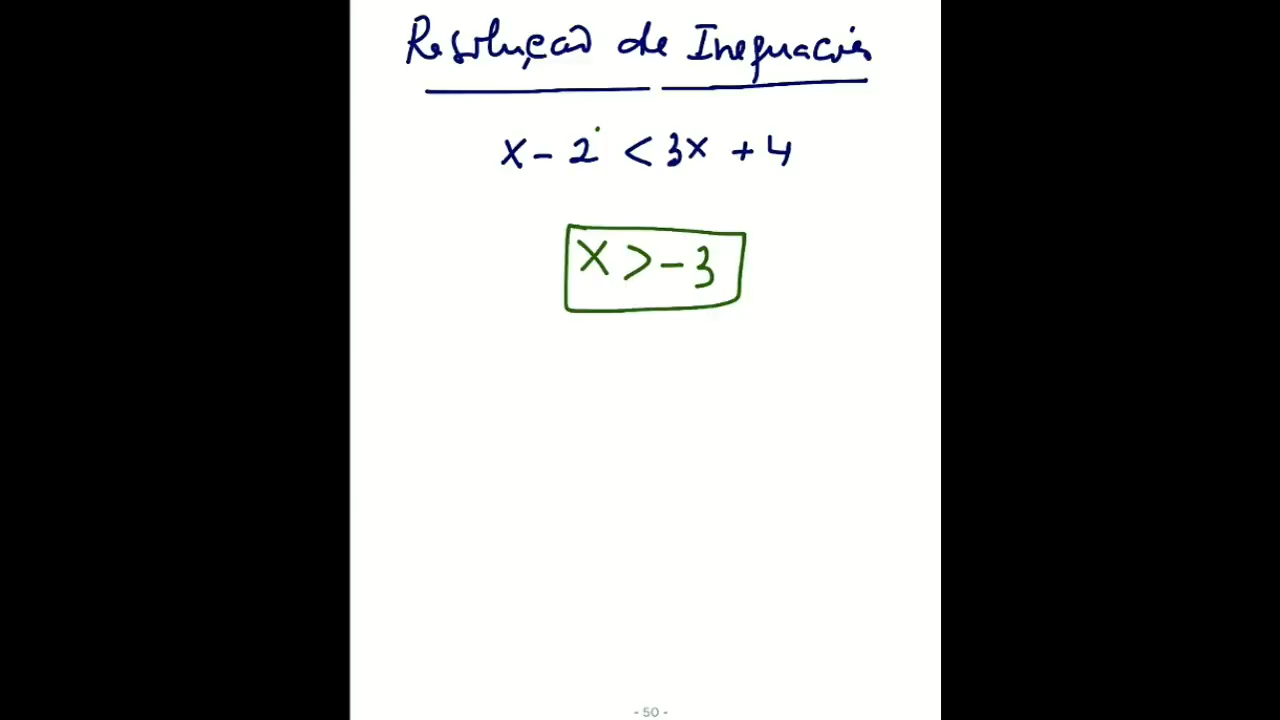 Resolução de Inequações
x - 2 < 3x + 4
x > -3
- 50 -